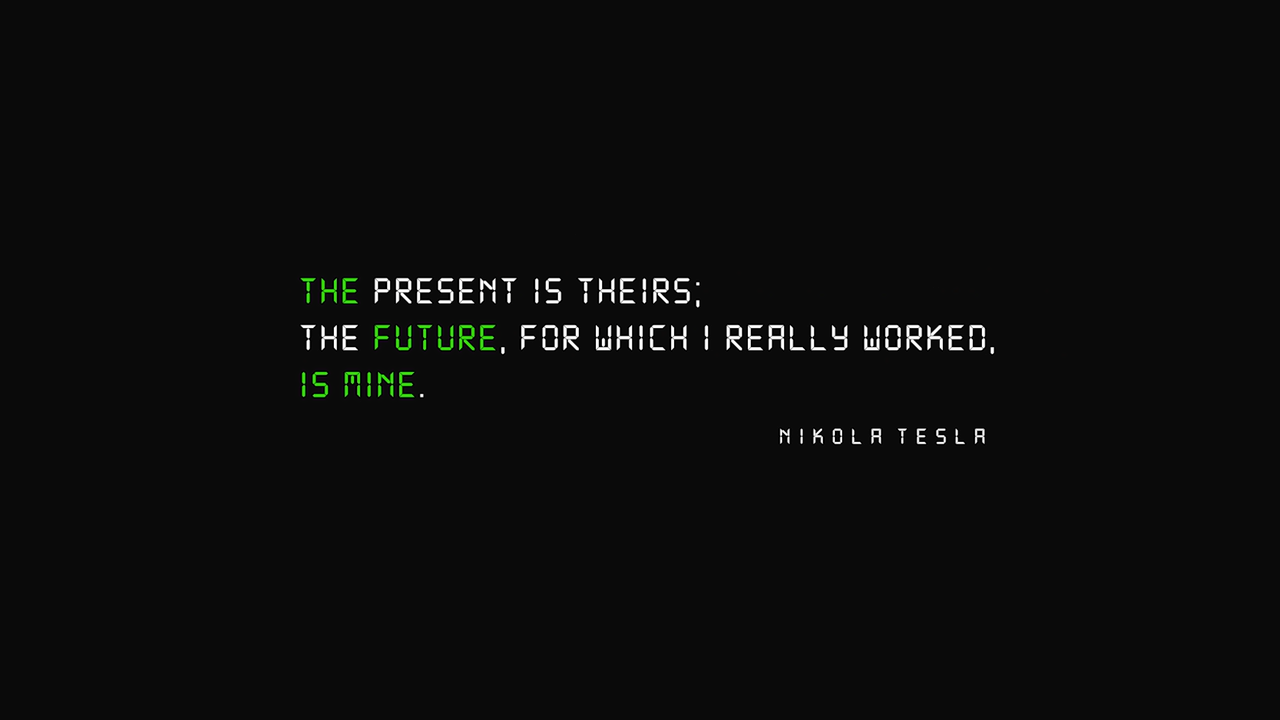 THE PRESENT IS THEIRS;
THE FUTURE, FOR WHICH I REALLY WORKED,
IS MINE.
NIKOLA TESLA